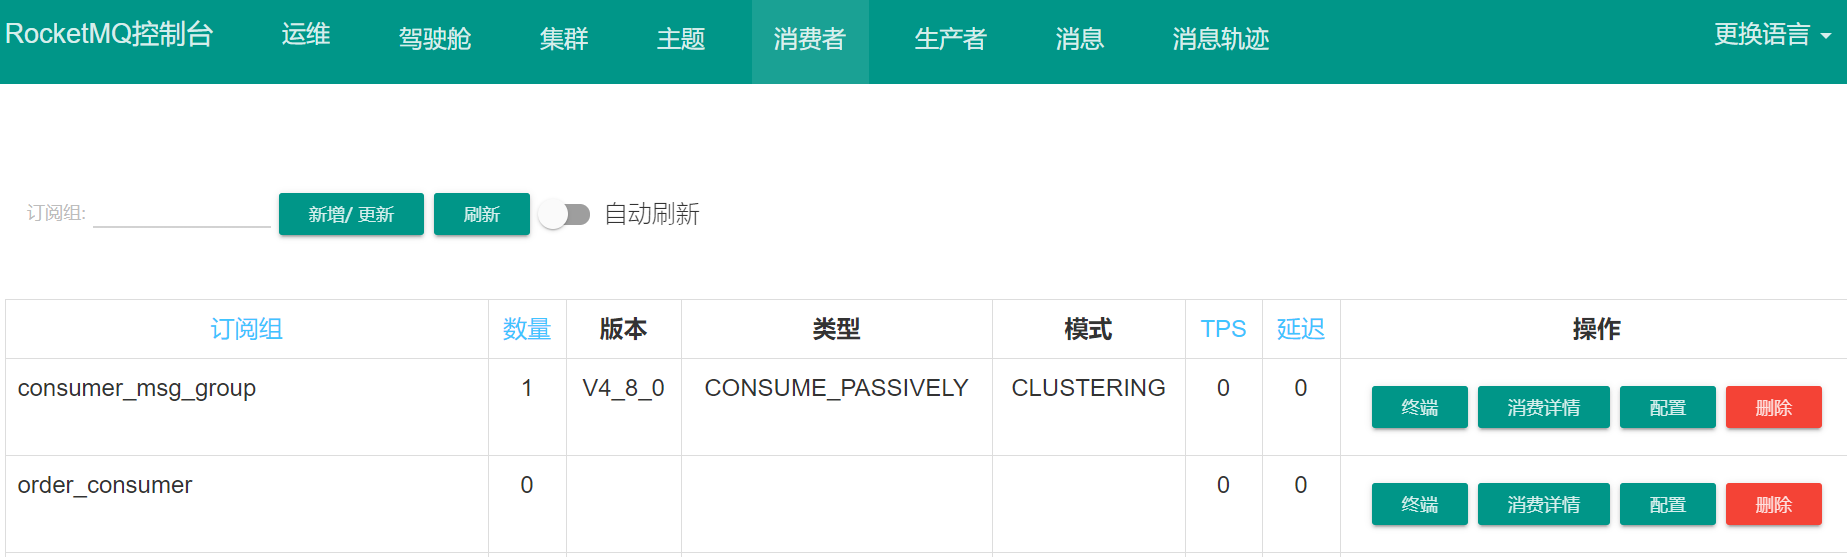 RocketMQ控制台 运维 驾驶舱 集群 主题 消费者 生产者 消息 消息轨迹 更换语言
订阅组: 新增/ 更新 刷新 自动刷新
订阅组 数量 版本 类型 模式 TPS 延迟 操作
consumer_msg_group 1 V4_8_0 CONSUME_PASSIVELY CLUSTERING 0 0 终端 消费详情 配置 删除
order_consumer 0 0 0 终端 消费详情 配置 删除